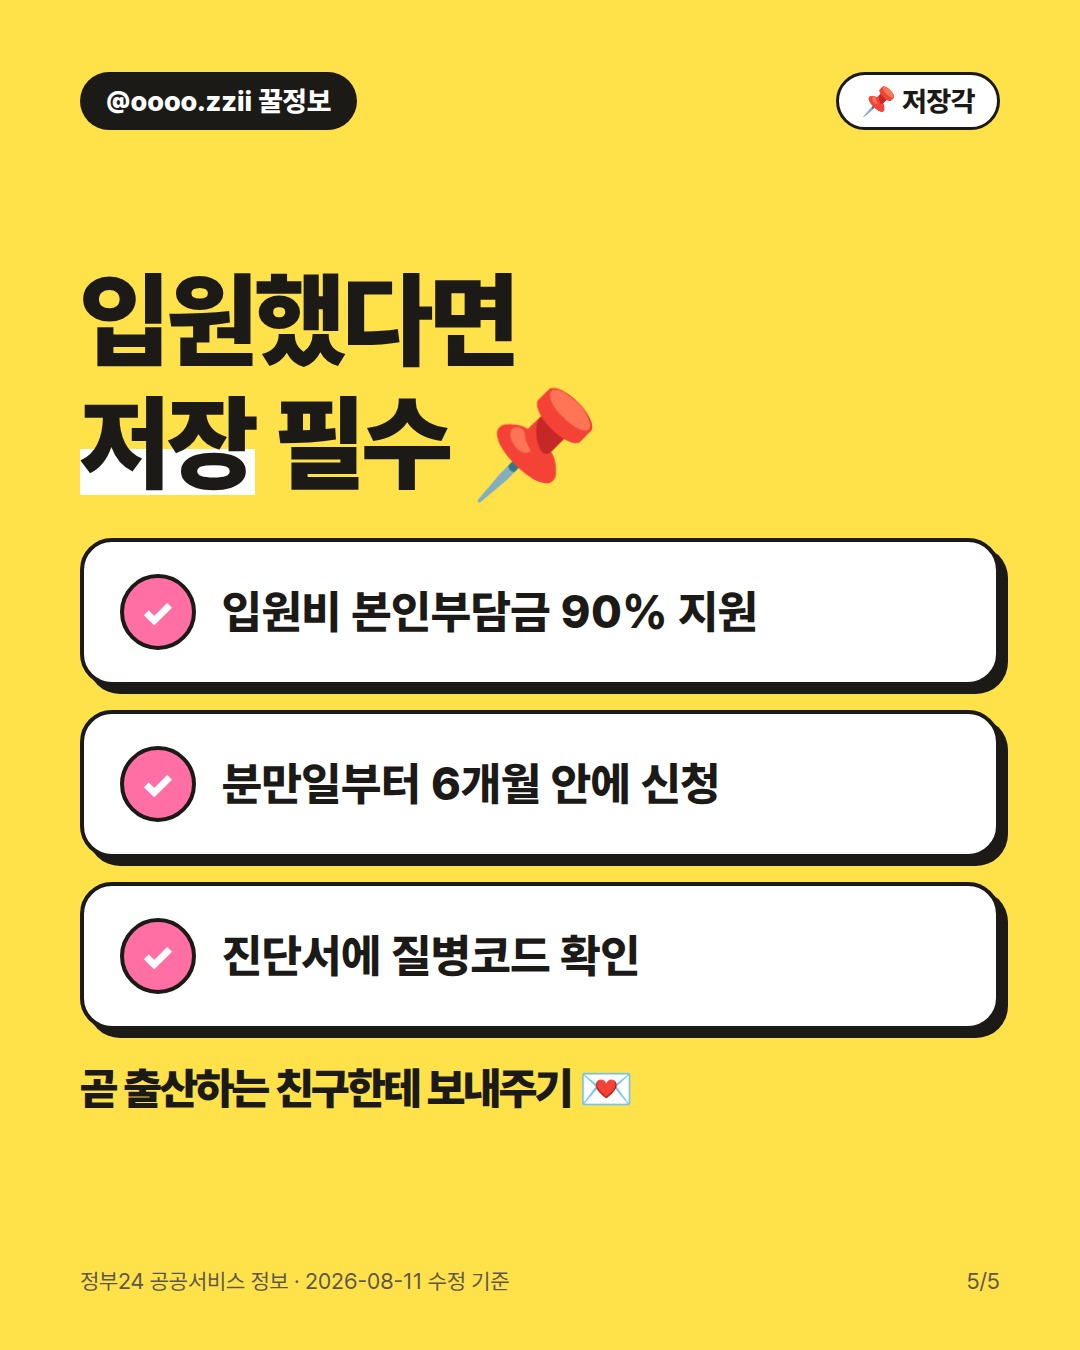 @oooo.zzii 꿀정보
📌 저장각
입원했다면
저장 필수 📌
입원비 본인부담금 90% 지원
분만일부터 6개월 안에 신청
진단서에 질병코드 확인
곧 출산하는 친구한테 보내주기 💌
정부24 공공서비스 정보 · 2026-08-11 수정 기준
5/5